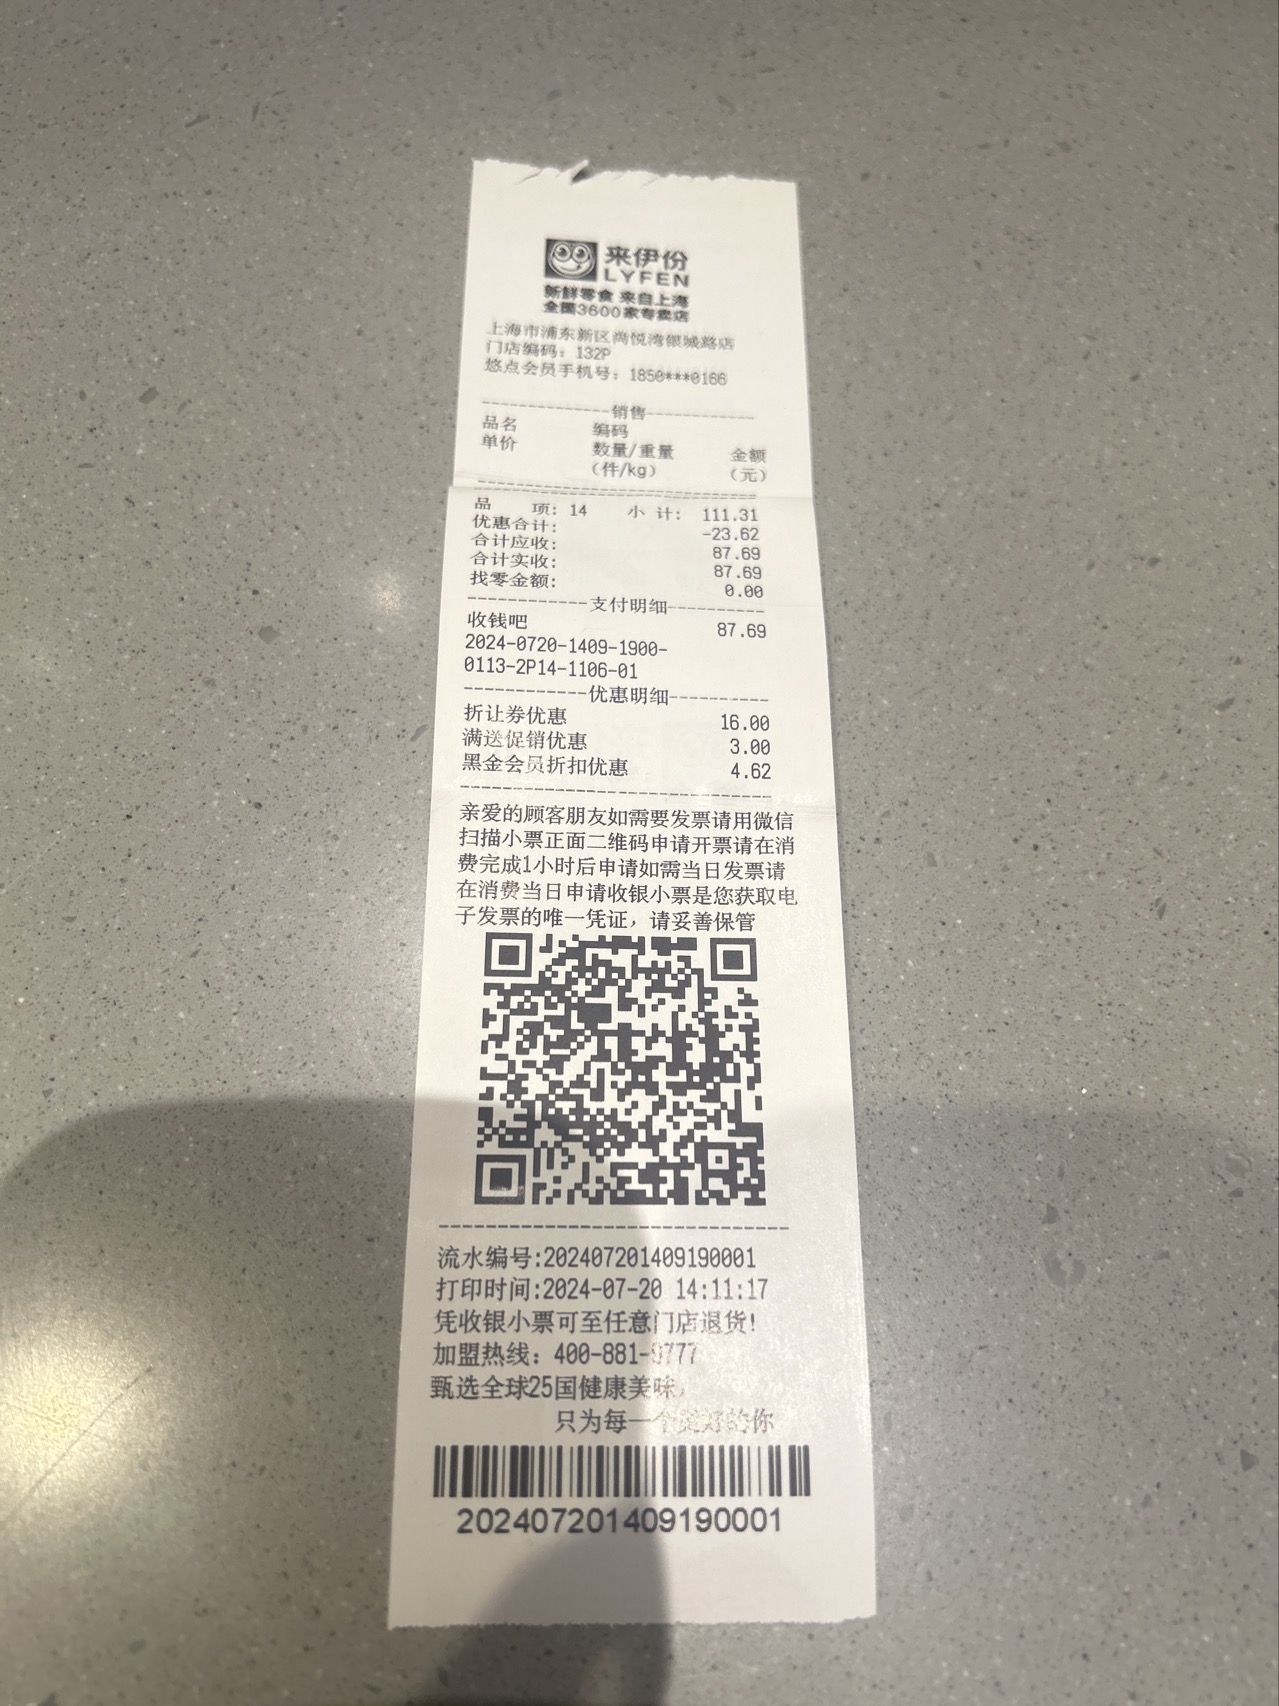 来伊份
LYFEN
新鲜零食 来自上海
全国3600家专卖店
上海市浦东新区尚悦湾银城路店
门店编码：132P
悠点会员手机号：1850***0166
销售
品名 编码
单价 数量/重量 金额
（件/kg） （元）
品 项：14 小 计： 111.31
优惠合计： -23.62
合计应收： 87.69
合计实收： 87.69
找零金额： 0.00
支付明细
收钱吧 87.69
2024-0720-1409-1900-
0113-2P14-1106-01
优惠明细
折让券优惠 16.00
满送促销优惠 3.00
黑金会员折扣优惠 4.62
亲爱的顾客朋友如需要发票请用微信
扫描小票正面二维码申请开票请在消
费完成1小时后申请如需当日发票请
在消费当日申请收银小票是您获取电
子发票的唯一凭证，请妥善保管
流水编号:202407201409190001
打印时间:2024-07-20 14:11:17
凭收银小票可至任意门店退货！
加盟热线：400-881-9777
甄选全球25国健康美味，
只为每一个美好的你
202407201409190001